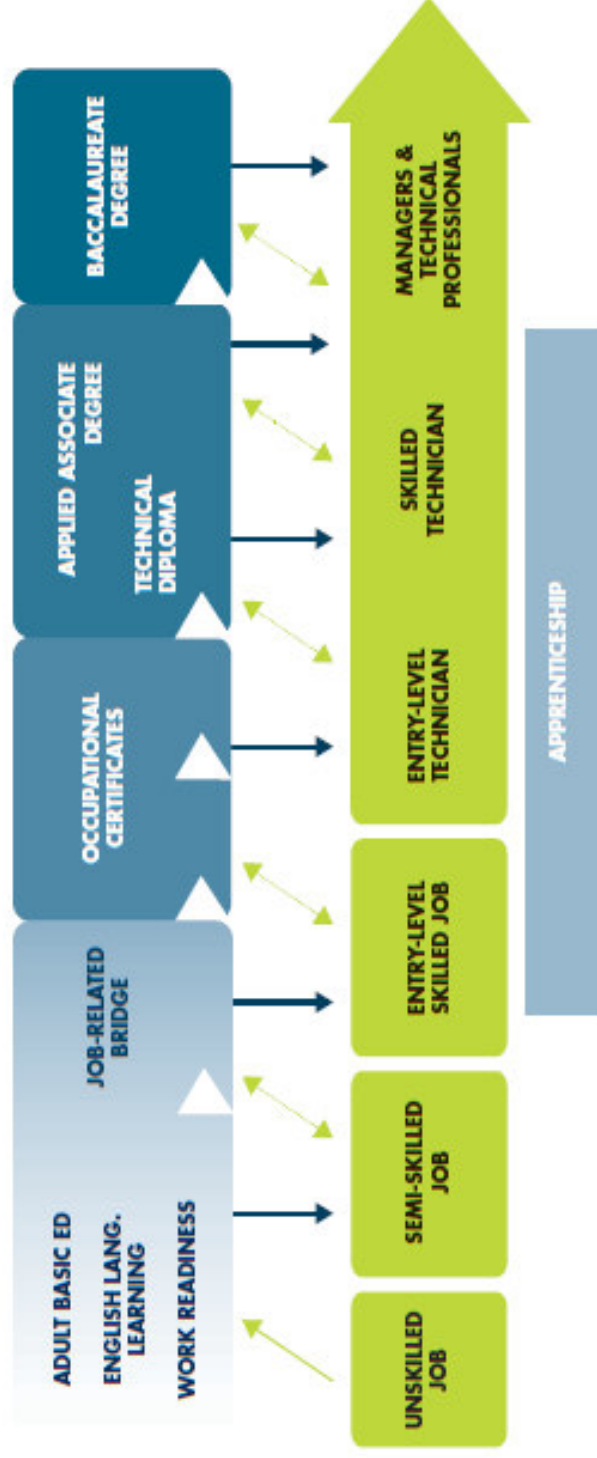 ADULT BASIC ED
ENGLISH LANG.
LEARNING
WORK READINESS
JOB-RELATED
BRIDGE
OCCUPATIONAL
CERTIFICATES
APPLIED ASSOCIATE
DEGREE
TECHNICAL
DIPLOMA
BACCALAUREATE
DEGREE
UNSKILLED
JOB
SEMI-SKILLED
JOB
ENTRY-LEVEL
SKILLED JOB
ENTRY-LEVEL
TECHNICIAN
SKILLED
TECHNICIAN
MANAGERS &
TECHNICAL
PROFESSIONALS
APPRENTICESHIP